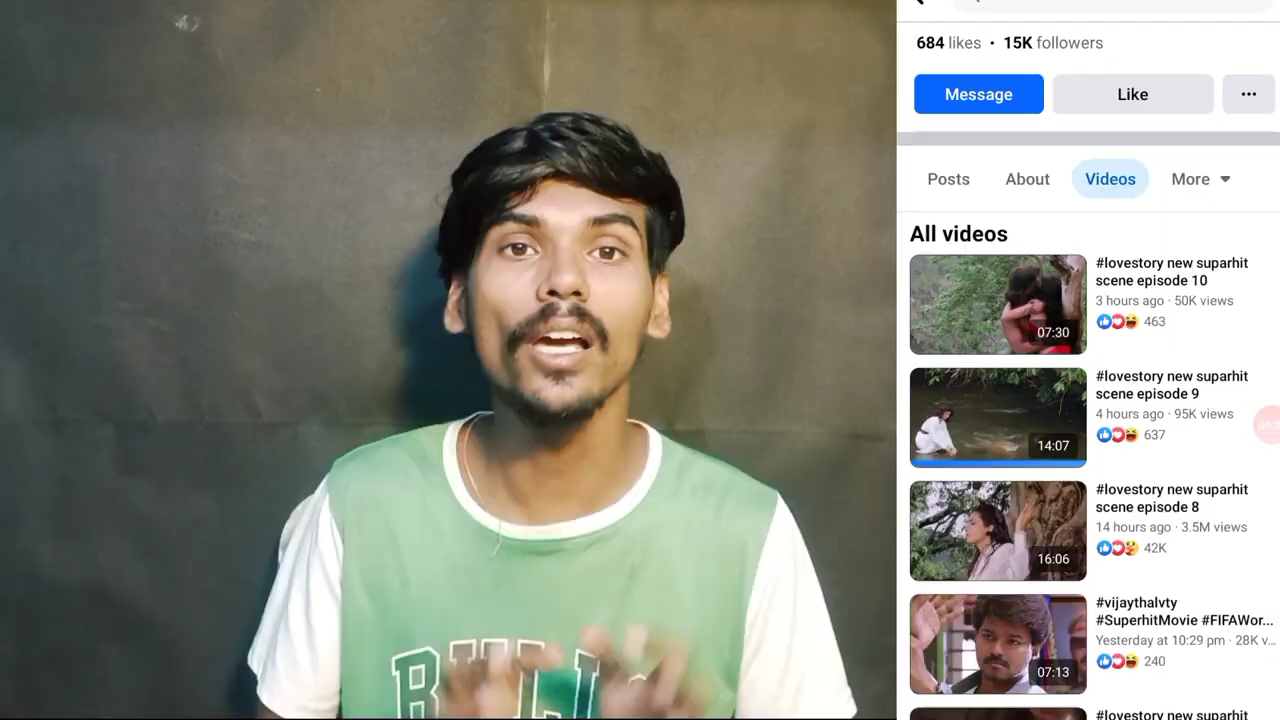 684 likes • 15K followers
Message
Like
Posts
About
Videos
More
All videos
#lovestory new suparhit
scene episode 10
3 hours ago · 50K views
463
07:30
#lovestory new suparhit
scene episode 9
4 hours ago · 95K views
637
14:07
#lovestory new suparhit
scene episode 8
14 hours ago · 3.5M views
42K
16:06
#vijaythalvty
#SuperhitMovie #FIFAWor...
Yesterday at 10:29 pm · 28K v...
240
07:13
#lovestory new suparhit